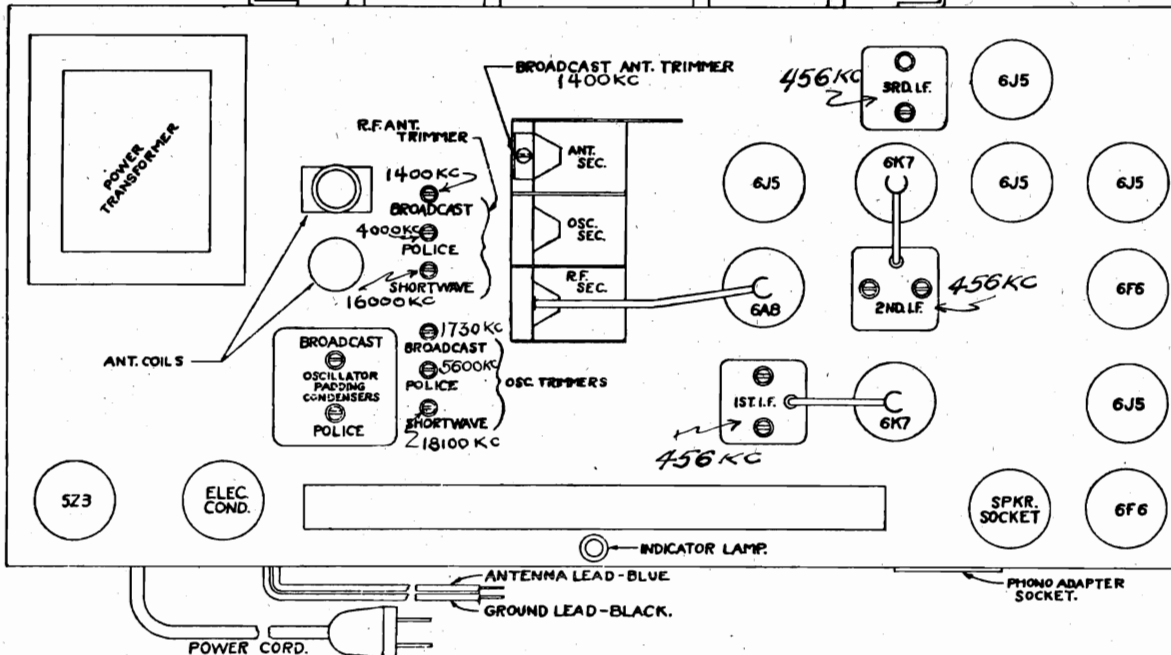 BROADCAST ANT. TRIMMER
1400KC
456KC
3RD. I.F.
6J5
POWER
TRANSFORMER
R.F. ANT.
TRIMMER
ANT.
SEC.
1400KC
BROADCAST
4000KC
POLICE
SHORTWAVE
16000KC
OSC.
SEC.
R.F.
SEC.
6J5
6K7
6J5
6J5
6A8
2ND. I.F.
456KC
6F6
ANT. COILS
BROADCAST
OSCILLATOR
PADDING
CONDENSERS
POLICE
1730KC
BROADCAST
5600KC
POLICE
SHORTWAVE
18100KC
OSC. TRIMMERS
1ST. I.F.
456KC
6K7
6J5
5Z3
ELEC.
COND.
SPKR.
SOCKET
6F6
INDICATOR LAMP.
ANTENNA LEAD-BLUE
GROUND LEAD-BLACK.
POWER CORD.
PHONO ADAPTER
SOCKET.